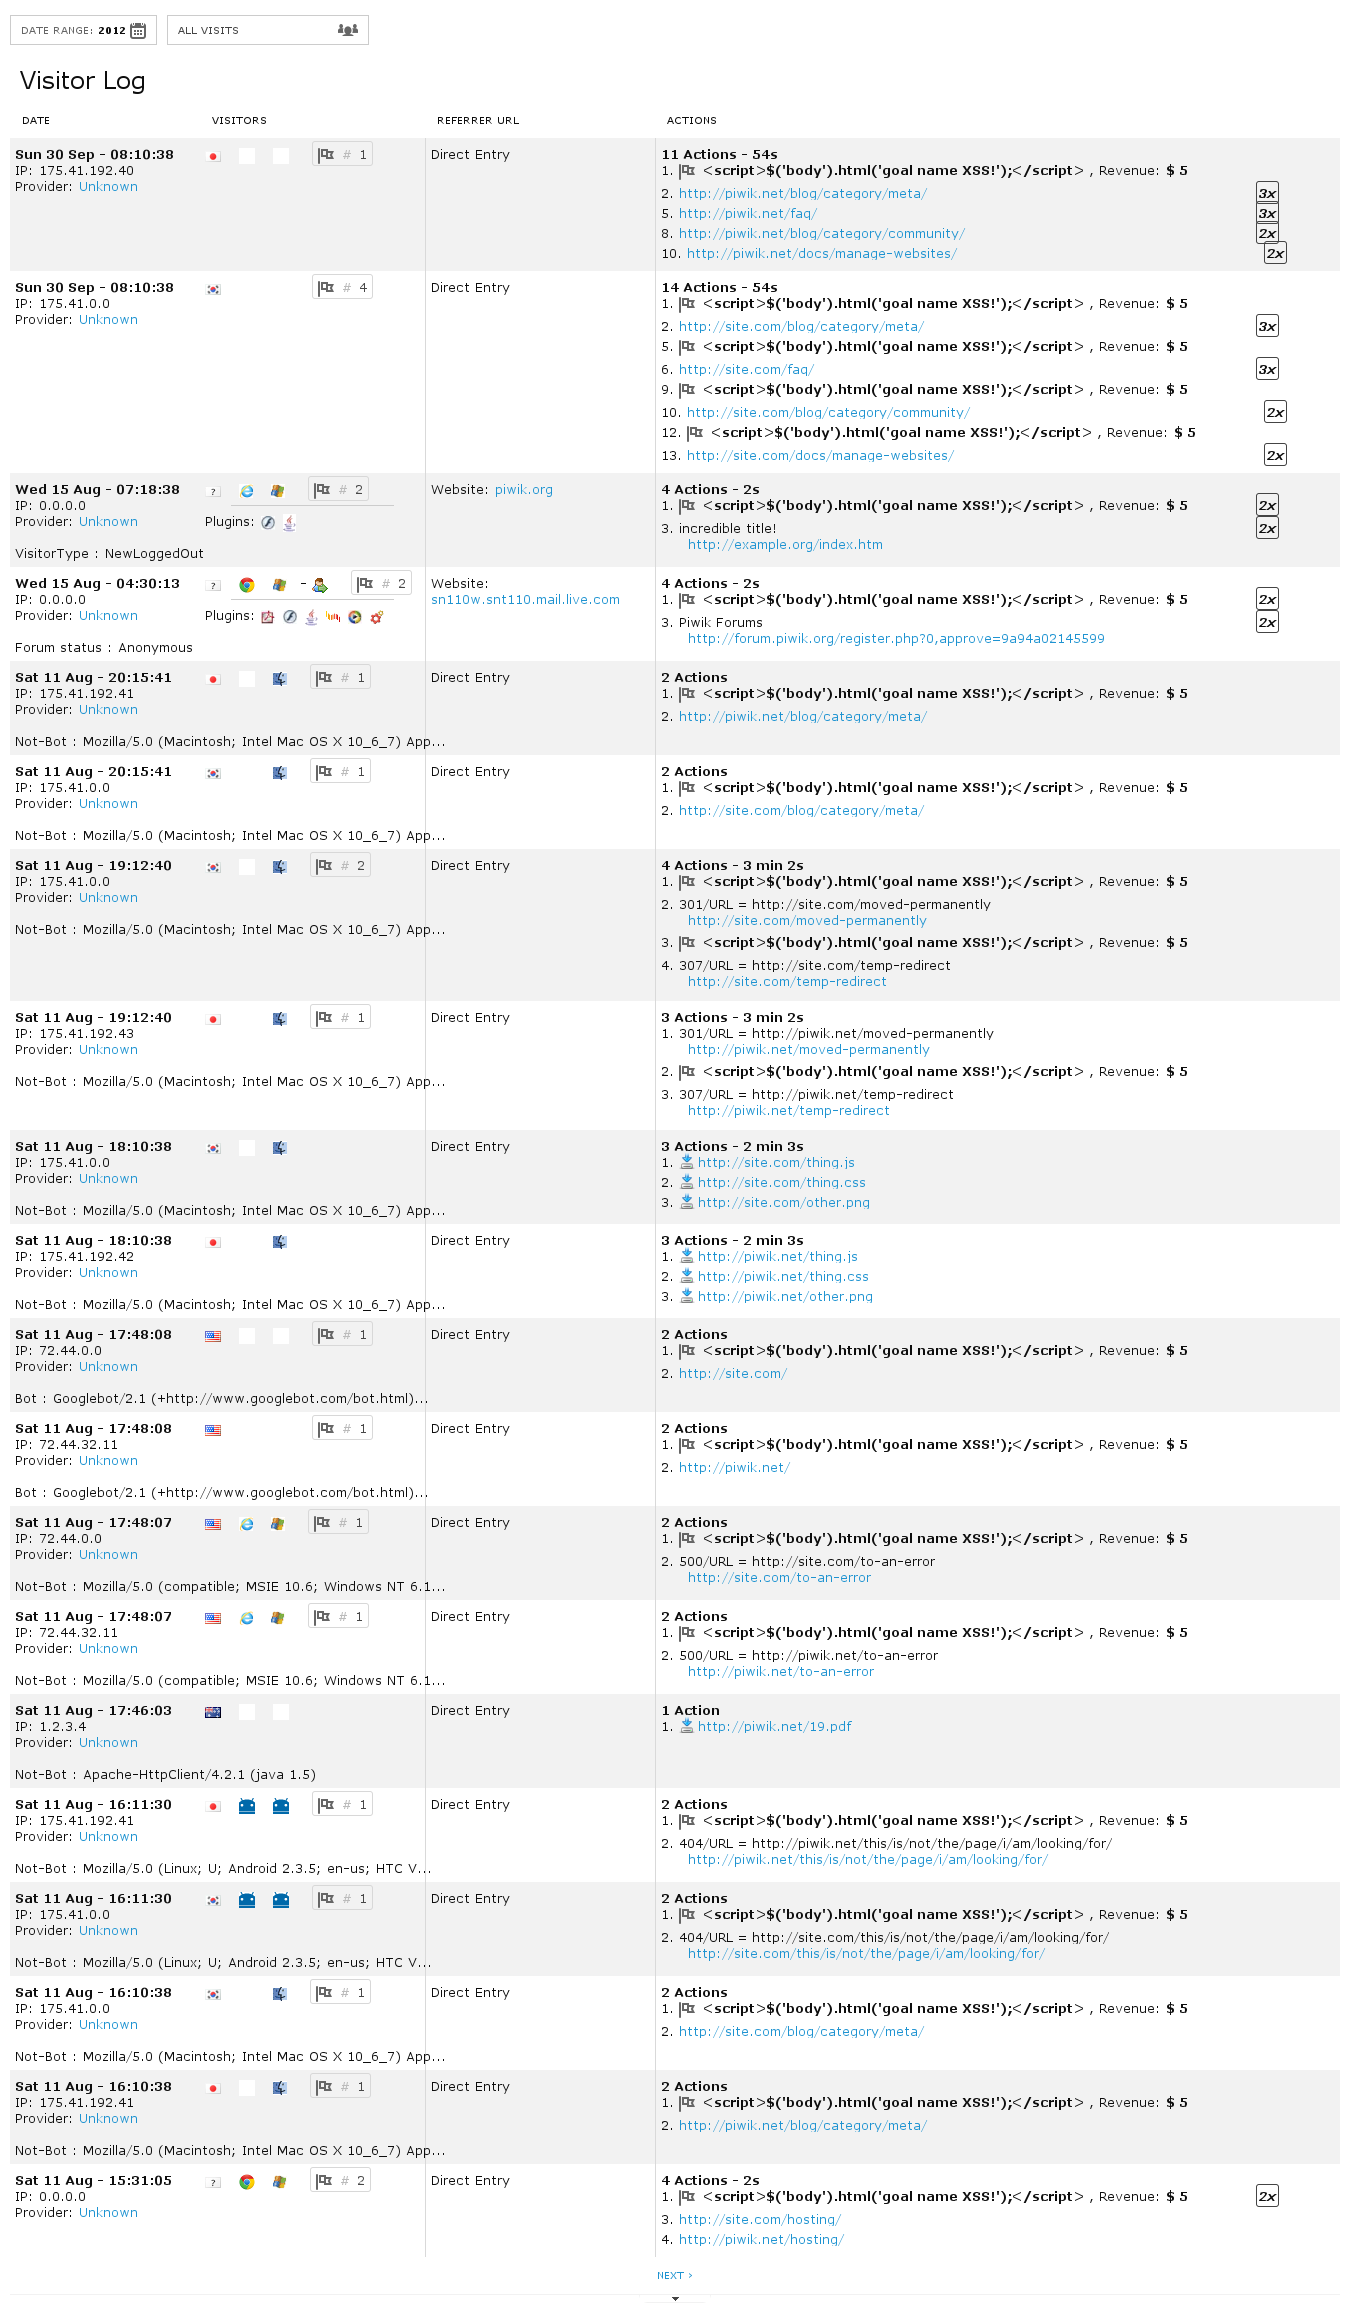 DATE RANGE: 2012 ALL VISITS
Visitor Log
DATE VISITORS REFERRER URL ACTIONS
Sun 30 Sep - 08:10:38 # 1 Direct Entry 11 Actions - 54s
IP: 175.41.192.40 1. <script>$('body').html('goal name XSS!');</script> , Revenue: $ 5
Provider: Unknown
2. http://piwik.net/blog/category/meta/ 3x
5. http://piwik.net/faq/ 3x
8. http://piwik.net/blog/category/community/ 2x
10. http://piwik.net/docs/manage-websites/ 2x
Sun 30 Sep - 08:10:38 # 4 Direct Entry 14 Actions - 54s
IP: 175.41.0.0 1. <script>$('body').html('goal name XSS!');</script> , Revenue: $ 5
Provider: Unknown
2. http://site.com/blog/category/meta/ 3x
5. <script>$('body').html('goal name XSS!');</script> , Revenue: $ 5
6. http://site.com/faq/ 3x
9. <script>$('body').html('goal name XSS!');</script> , Revenue: $ 5
10. http://site.com/blog/category/community/ 2x
12. <script>$('body').html('goal name XSS!');</script> , Revenue: $ 5
13. http://site.com/docs/manage-websites/ 2x
Wed 15 Aug - 07:18:38 ? # 2 Website: piwik.org 4 Actions - 2s
IP: 0.0.0.0 1. <script>$('body').html('goal name XSS!');</script> , Revenue: $ 5 2x
Provider: Unknown Plugins:
3. incredible title! 2x
http://example.org/index.htm
VisitorType : NewLoggedOut
Wed 15 Aug - 04:30:13 ? - # 2 Website: 4 Actions - 2s
IP: 0.0.0.0 sn110w.snt110.mail.live.com 1. <script>$('body').html('goal name XSS!');</script> , Revenue: $ 5 2x
Provider: Unknown Plugins:
3. Piwik Forums 2x
http://forum.piwik.org/register.php?0,approve=9a94a02145599
Forum status : Anonymous
Sat 11 Aug - 20:15:41 # 1 Direct Entry 2 Actions
IP: 175.41.192.41 1. <script>$('body').html('goal name XSS!');</script> , Revenue: $ 5
Provider: Unknown
2. http://piwik.net/blog/category/meta/
Not-Bot : Mozilla/5.0 (Macintosh; Intel Mac OS X 10_6_7) App...
Sat 11 Aug - 20:15:41 # 1 Direct Entry 2 Actions
IP: 175.41.0.0 1. <script>$('body').html('goal name XSS!');</script> , Revenue: $ 5
Provider: Unknown
2. http://site.com/blog/category/meta/
Not-Bot : Mozilla/5.0 (Macintosh; Intel Mac OS X 10_6_7) App...
Sat 11 Aug - 19:12:40 # 2 Direct Entry 4 Actions - 3 min 2s
IP: 175.41.0.0 1. <script>$('body').html('goal name XSS!');</script> , Revenue: $ 5
Provider: Unknown
2. 301/URL = http://site.com/moved-permanently
http://site.com/moved-permanently
Not-Bot : Mozilla/5.0 (Macintosh; Intel Mac OS X 10_6_7) App...
3. <script>$('body').html('goal name XSS!');</script> , Revenue: $ 5
4. 307/URL = http://site.com/temp-redirect
http://site.com/temp-redirect
Sat 11 Aug - 19:12:40 # 1 Direct Entry 3 Actions - 3 min 2s
IP: 175.41.192.43 1. 301/URL = http://piwik.net/moved-permanently
Provider: Unknown http://piwik.net/moved-permanently
2. <script>$('body').html('goal name XSS!');</script> , Revenue: $ 5
Not-Bot : Mozilla/5.0 (Macintosh; Intel Mac OS X 10_6_7) App...
3. 307/URL = http://piwik.net/temp-redirect
http://piwik.net/temp-redirect
Sat 11 Aug - 18:10:38 Direct Entry 3 Actions - 2 min 3s
IP: 175.41.0.0 1. http://site.com/thing.js
Provider: Unknown 2. http://site.com/thing.css
3. http://site.com/other.png
Not-Bot : Mozilla/5.0 (Macintosh; Intel Mac OS X 10_6_7) App...
Sat 11 Aug - 18:10:38 Direct Entry 3 Actions - 2 min 3s
IP: 175.41.192.42 1. http://piwik.net/thing.js
Provider: Unknown 2. http://piwik.net/thing.css
3. http://piwik.net/other.png
Not-Bot : Mozilla/5.0 (Macintosh; Intel Mac OS X 10_6_7) App...
Sat 11 Aug - 17:48:08 # 1 Direct Entry 2 Actions
IP: 72.44.0.0 1. <script>$('body').html('goal name XSS!');</script> , Revenue: $ 5
Provider: Unknown
2. http://site.com/
Bot : Googlebot/2.1 (+http://www.googlebot.com/bot.html)...
Sat 11 Aug - 17:48:08 # 1 Direct Entry 2 Actions
IP: 72.44.32.11 1. <script>$('body').html('goal name XSS!');</script> , Revenue: $ 5
Provider: Unknown
2. http://piwik.net/
Bot : Googlebot/2.1 (+http://www.googlebot.com/bot.html)...
Sat 11 Aug - 17:48:07 # 1 Direct Entry 2 Actions
IP: 72.44.0.0 1. <script>$('body').html('goal name XSS!');</script> , Revenue: $ 5
Provider: Unknown
2. 500/URL = http://site.com/to-an-error
http://site.com/to-an-error
Not-Bot : Mozilla/5.0 (compatible; MSIE 10.6; Windows NT 6.1...
Sat 11 Aug - 17:48:07 # 1 Direct Entry 2 Actions
IP: 72.44.32.11 1. <script>$('body').html('goal name XSS!');</script> , Revenue: $ 5
Provider: Unknown
2. 500/URL = http://piwik.net/to-an-error
http://piwik.net/to-an-error
Not-Bot : Mozilla/5.0 (compatible; MSIE 10.6; Windows NT 6.1...
Sat 11 Aug - 17:46:03 Direct Entry 1 Action
IP: 1.2.3.4 1. http://piwik.net/19.pdf
Provider: Unknown
Not-Bot : Apache-HttpClient/4.2.1 (java 1.5)
Sat 11 Aug - 16:11:30 # 1 Direct Entry 2 Actions
IP: 175.41.192.41 1. <script>$('body').html('goal name XSS!');</script> , Revenue: $ 5
Provider: Unknown
2. 404/URL = http://piwik.net/this/is/not/the/page/i/am/looking/for/
http://piwik.net/this/is/not/the/page/i/am/looking/for/
Not-Bot : Mozilla/5.0 (Linux; U; Android 2.3.5; en-us; HTC V...
Sat 11 Aug - 16:11:30 # 1 Direct Entry 2 Actions
IP: 175.41.0.0 1. <script>$('body').html('goal name XSS!');</script> , Revenue: $ 5
Provider: Unknown
2. 404/URL = http://site.com/this/is/not/the/page/i/am/looking/for/
http://site.com/this/is/not/the/page/i/am/looking/for/
Not-Bot : Mozilla/5.0 (Linux; U; Android 2.3.5; en-us; HTC V...
Sat 11 Aug - 16:10:38 # 1 Direct Entry 2 Actions
IP: 175.41.0.0 1. <script>$('body').html('goal name XSS!');</script> , Revenue: $ 5
Provider: Unknown
2. http://site.com/blog/category/meta/
Not-Bot : Mozilla/5.0 (Macintosh; Intel Mac OS X 10_6_7) App...
Sat 11 Aug - 16:10:38 # 1 Direct Entry 2 Actions
IP: 175.41.192.41 1. <script>$('body').html('goal name XSS!');</script> , Revenue: $ 5
Provider: Unknown
2. http://piwik.net/blog/category/meta/
Not-Bot : Mozilla/5.0 (Macintosh; Intel Mac OS X 10_6_7) App...
Sat 11 Aug - 15:31:05 ? # 2 Direct Entry 4 Actions - 2s
IP: 0.0.0.0 1. <script>$('body').html('goal name XSS!');</script> , Revenue: $ 5 2x
Provider: Unknown
3. http://site.com/hosting/
4. http://piwik.net/hosting/
NEXT ›